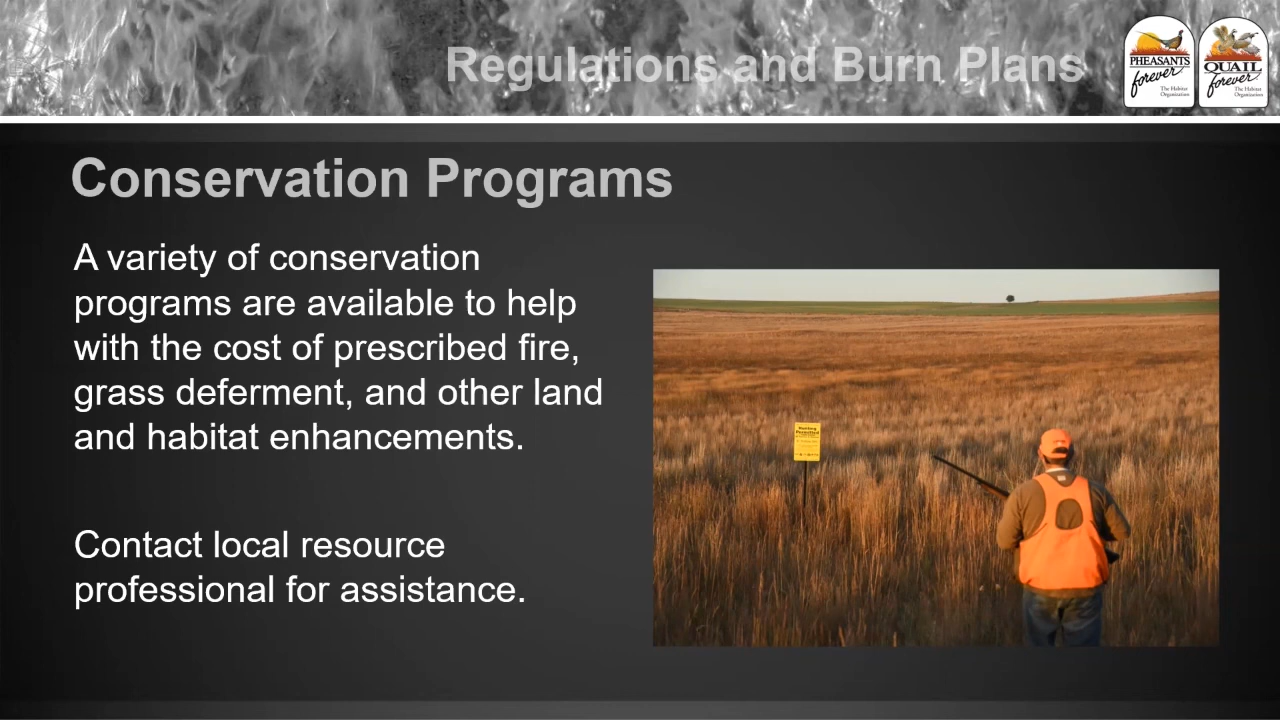 Regulations and Burn Plans
PHEASANTS
forever
The Habitat
Organization
QUAIL
forever
The Habitat
Organization
Conservation Programs
A variety of conservation
programs are available to help
with the cost of prescribed fire,
grass deferment, and other land
and habitat enhancements.
Contact local resource
professional for assistance.
Hunting
Permitted